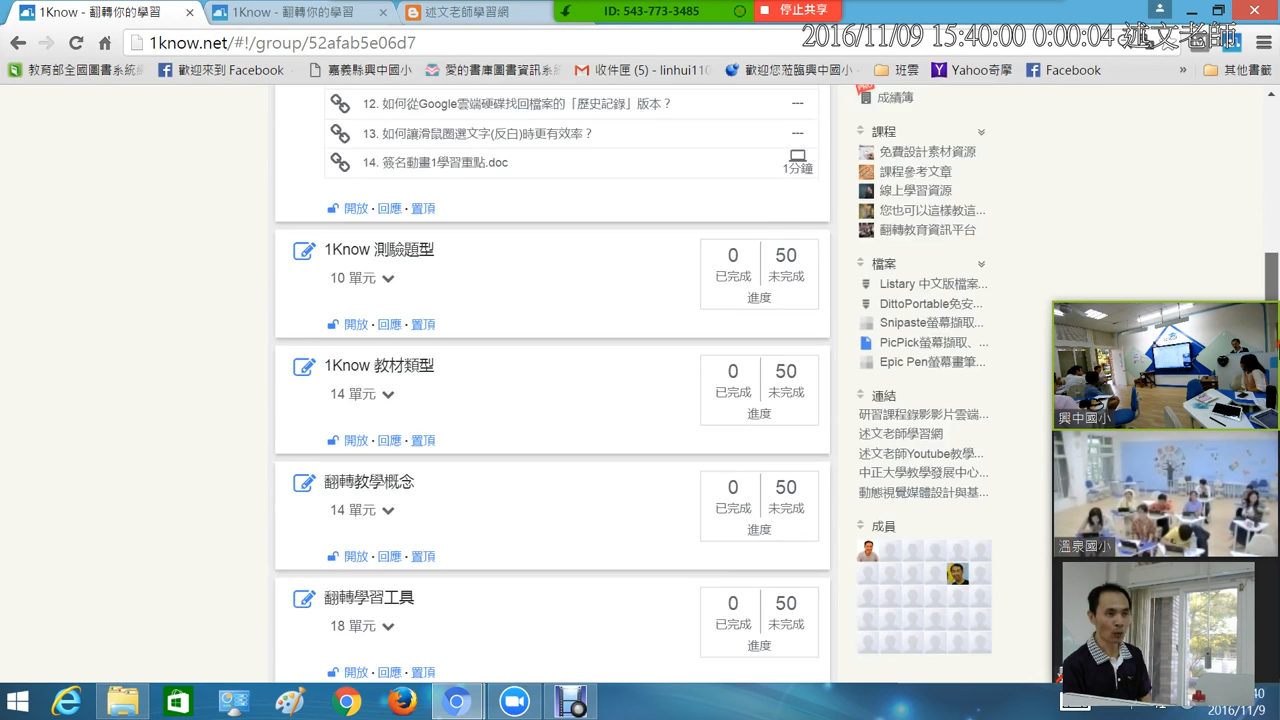 1Know - 翻轉你的學習
1Know - 翻轉你的學習
述文老師學習網
ID: 543-773-3485
停止共享
1know.net/#!/group/52afab5e06d7
2016/11/09 15:40:00 0:00:04 述文老師
教育部全國圖書系統
歡迎來到 Facebook
嘉義縣興中國小
愛的書庫圖書資訊系
收件匣 (5) - linhui110
歡迎您蒞臨興中國小
班雲
Yahoo奇摩
Facebook
»
其他書籤
12. 如何從Google雲端硬碟找回檔案的「歷史記錄」版本？
---
13. 如何讓滑鼠圈選文字(反白)時更有效率？
---
14. 簽名動畫1學習重點.doc
1分鐘
開放 · 回應 · 置頂
1Know 測驗題型
10 單元
0
50
已完成
未完成
進度
開放 · 回應 · 置頂
1Know 教材類型
14 單元
0
50
已完成
未完成
進度
開放 · 回應 · 置頂
翻轉教學概念
14 單元
0
50
已完成
未完成
進度
開放 · 回應 · 置頂
翻轉學習工具
18 單元
0
50
已完成
未完成
進度
開放 · 回應 · 置頂
成績簿
課程
免費設計素材資源
課程參考文章
線上學習資源
您也可以這樣教這...
翻轉教育資訊平台
檔案
Listary 中文版檔案...
DittoPortable免安...
Snipaste螢幕擷取...
PicPick螢幕擷取、...
Epic Pen螢幕畫筆...
連結
研習課程錄影影片雲端...
述文老師學習網
述文老師Youtube教學...
中正大學教學發展中心...
動態視覺媒體設計與基...
成員
興中國小
溫泉國小
2016/11/9